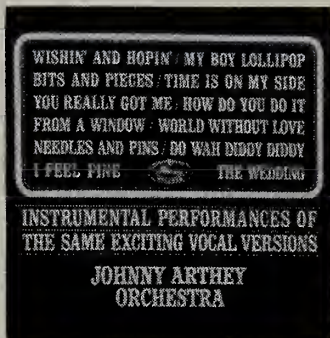 WISHIN' AND HOPIN' / MY BOY LOLLIPOP
BITS AND PIECES / TIME IS ON MY SIDE
YOU REALLY GOT ME / HOW DO YOU DO IT
FROM A WINDOW / WORLD WITHOUT LOVE
NEEDLES AND PINS / DO WAH DIDDY DIDDY
I FEEL FINE THE WEDDING
INSTRUMENTAL PERFORMANCES OF
THE SAME EXCITING VOCAL VERSIONS
JOHNNY ARTHEY
ORCHESTRA